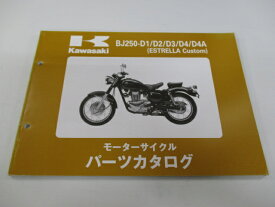 Kawasaki
BJ250-D1/D2/D3/D4/D4A
(ESTRELLA Custom)
モーターサイクル
パーツカタログ